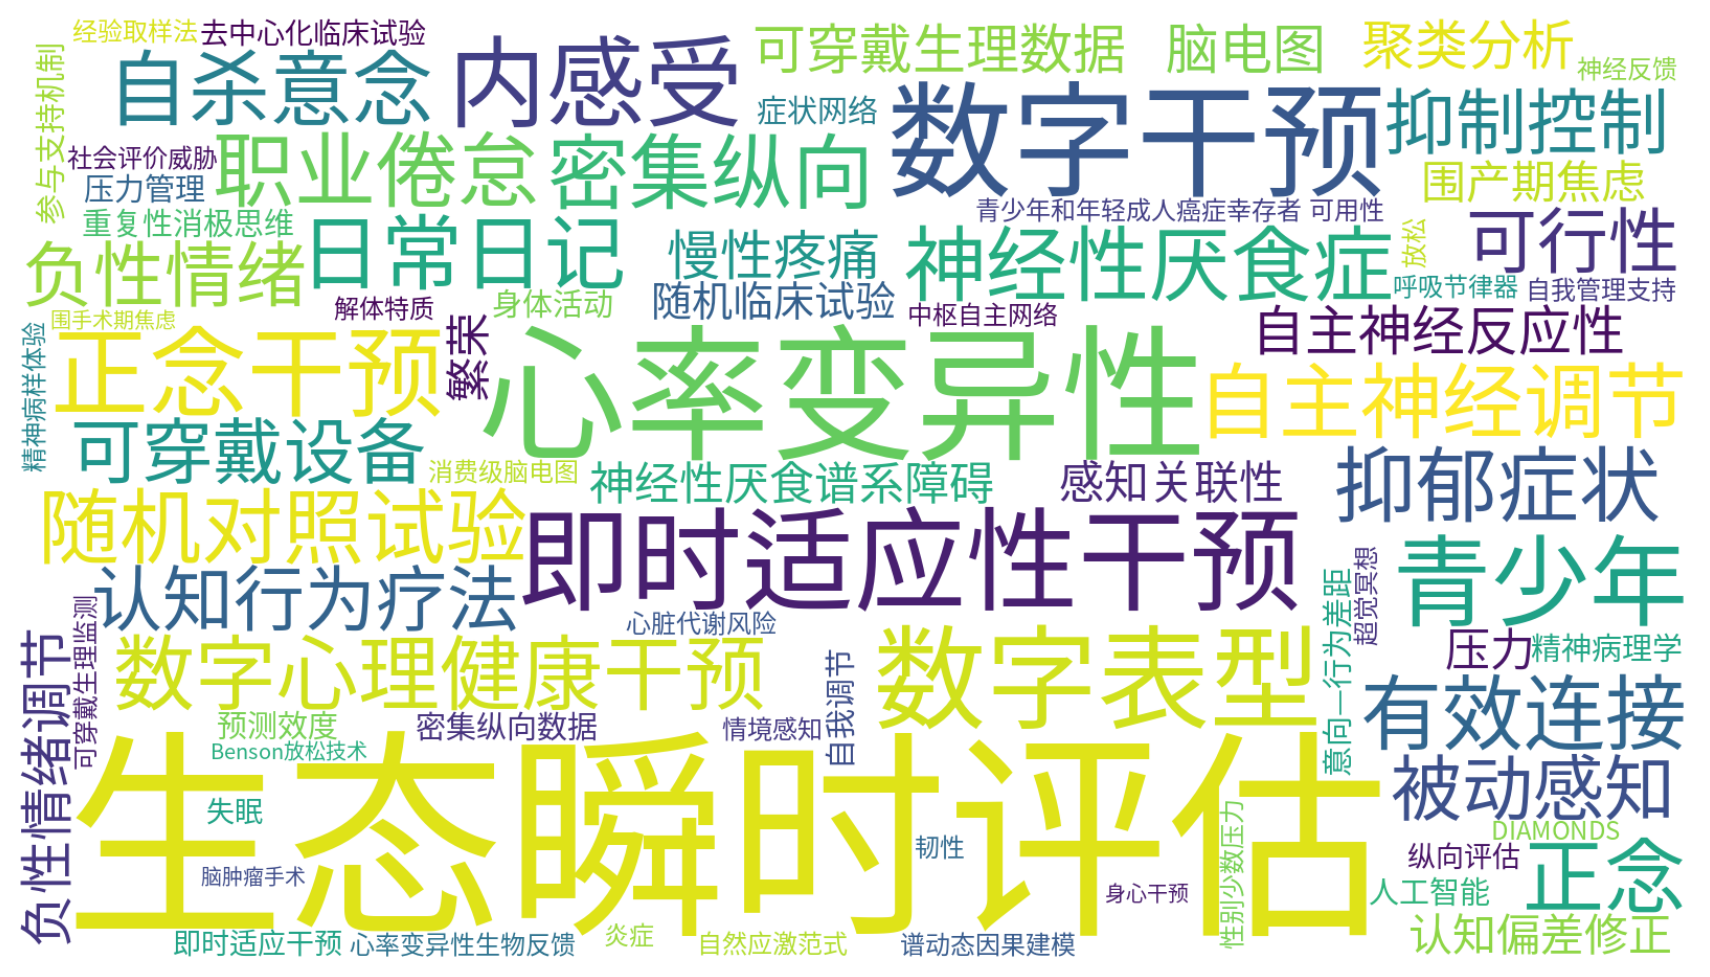 经验取样法
去中心化临床试验
内感受
可穿戴生理数据
脑电图
聚类分析
神经反馈
参与支持机制
自杀意念
症状网络
数字干预
抑制控制
社会评价威胁
压力管理
职业倦怠
密集纵向
围产期焦虑
重复性消极思维
日常日记
青少年和年轻成人癌症幸存者
可用性
可行性
负性情绪
慢性疼痛
神经性厌食症
放松
呼吸节律器
自我管理支持
围手术期焦虑
解体特质
身体活动
随机临床试验
中枢自主网络
自主神经反应性
精神病样体验
正念干预
繁荣
心率变异性
自主神经调节
可穿戴设备
消费级脑电图
神经性厌食谱系障碍
感知关联性
抑郁症状
随机对照试验
即时适应性干预
青少年
认知行为疗法
心脏代谢风险
意向—行为差距
超觉冥想
压力
精神病理学
负性情绪调节
可穿戴生理监测
数字心理健康干预
自我调节
数字表型
有效连接
预测效度
密集纵向数据
情境感知
Benson放松技术
生态瞬时评估
被动感知
失眠
韧性
性别少数压力
DIAMONDS
纵向评估
正念
脑肿瘤手术
身心干预
人工智能
即时适应干预
心率变异性生物反馈
炎症
自然应激范式
谱动态因果建模
认知偏差修正